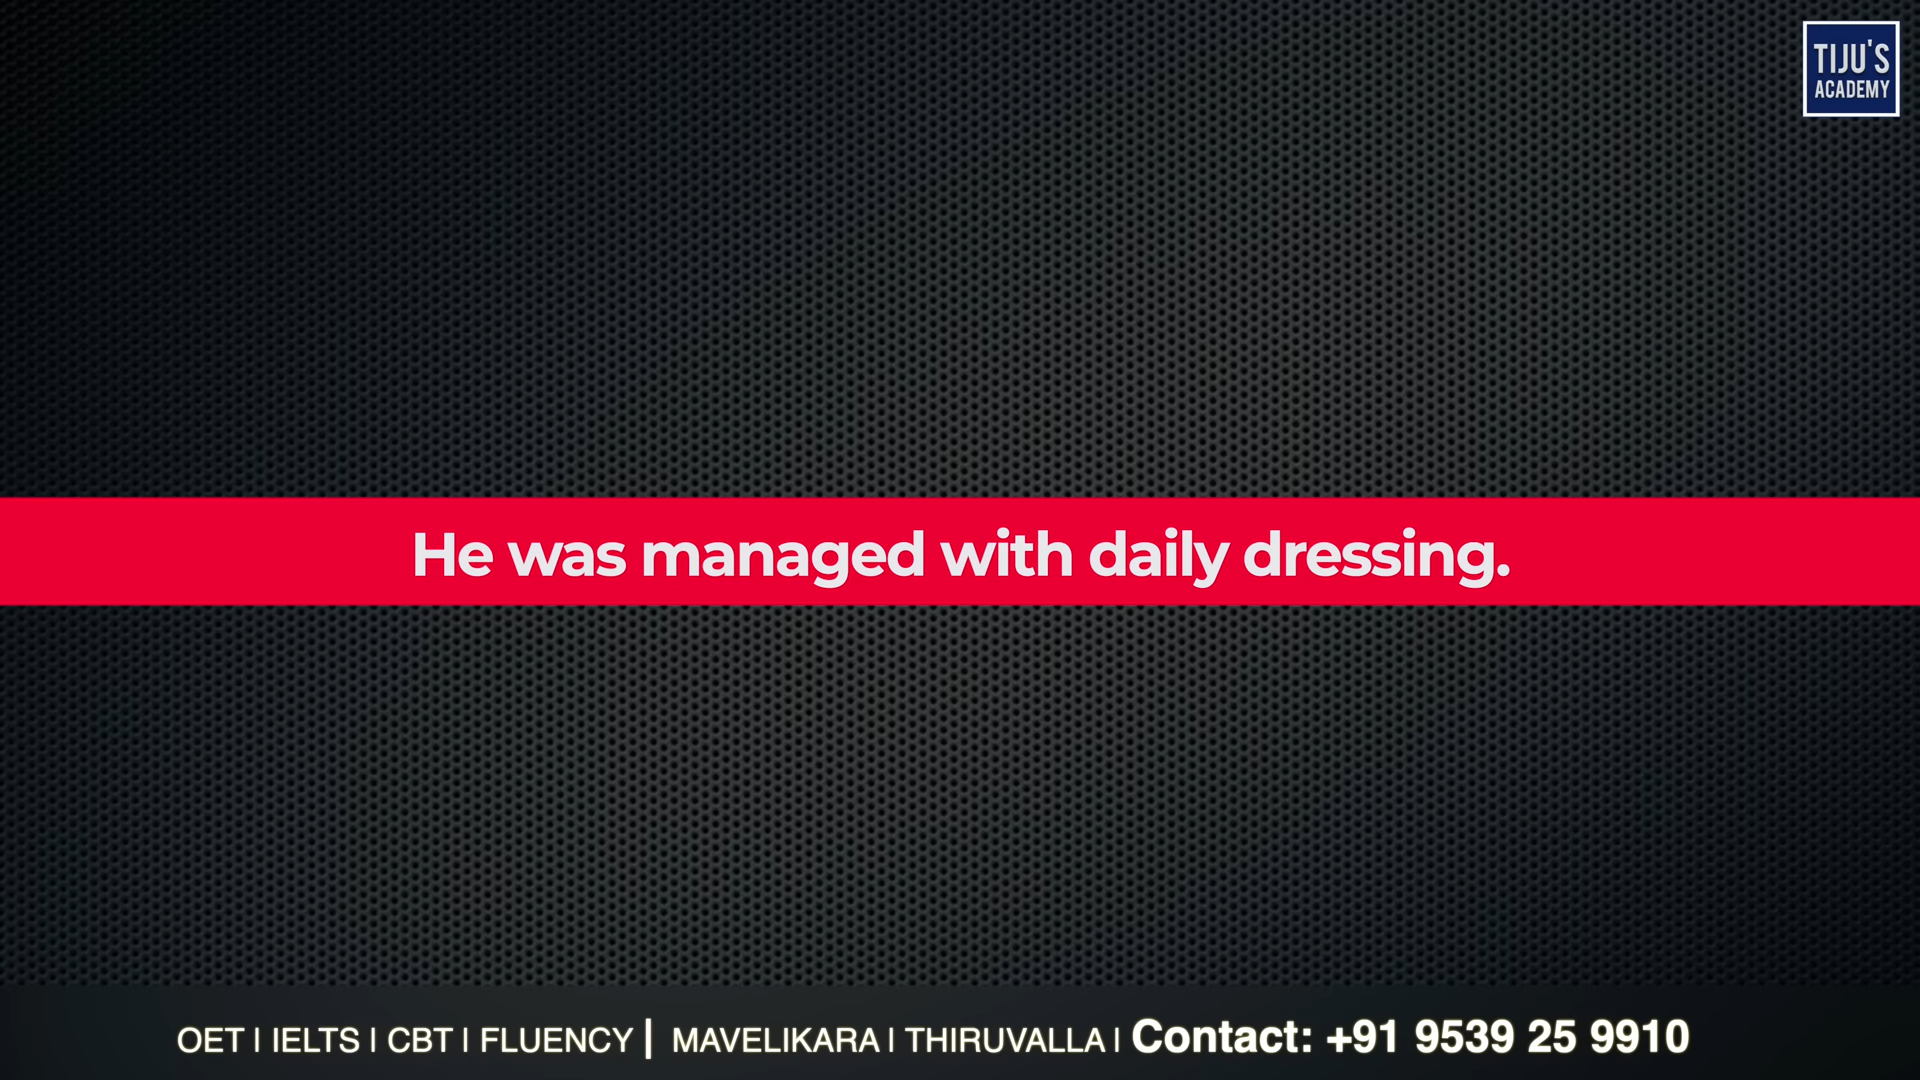 TIJU'S
ACADEMY
He was managed with daily dressing.
OET | IELTS | CBT | FLUENCY | MAVELIKARA | THIRUVALLA | Contact: +91 9539 25 9910